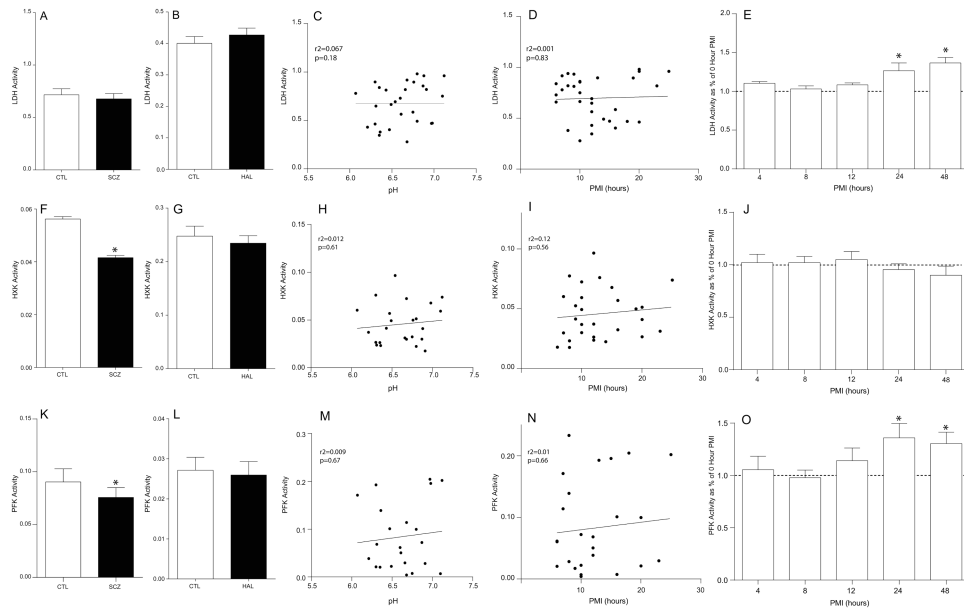 A
LDH Activity
1.5
1.0
0.5
0.0
CTL
SCZ
B
LDH Activity
0.5
0.4
0.3
0.2
0.1
0.0
CTL
HAL
C
LDH Activity
1.5
1.0
0.5
0.0
r2=0.067
p=0.18
5.5
6.0
6.5
7.0
7.5
pH
D
LDH Activity
1.5
1.0
0.5
0.0
r2=0.001
p=0.83
0
10
20
30
PMI (hours)
E
LDH Activity as % of 0 Hour PMI
2.0
1.5
1.0
0.5
0.0
*
*
4
8
12
24
48
PMI (hours)
F
HXK Activity
0.06
0.04
0.02
0.00
*
CTL
SCZ
G
HXK Activity
0.4
0.3
0.2
0.1
0.0
CTL
HAL
H
HXK Activity
0.15
0.10
0.05
0.00
r2=0.012
p=0.61
5.5
6.0
6.5
7.0
7.5
pH
I
HXK Activity
0.10
0.05
0.00
r2=0.12
p=0.56
0
10
20
30
PMI (hours)
J
HXK Activity as % of 0 Hour PMI
1.5
1.0
0.5
0.0
4
8
12
24
48
PMI (hours)
K
PFK Activity
0.15
0.10
0.05
0.00
*
CTL
SCZ
L
PFK Activity
0.04
0.03
0.02
0.01
0.00
CTL
HAL
M
PFK Activity
0.3
0.2
0.1
0.0
r2=0.009
p=0.67
5.5
6.0
6.5
7.0
7.5
pH
N
PFK Activity
0.20
0.10
0.00
r2=0.01
p=0.66
0
10
20
30
PMI (hours)
O
PFK Activity as % of 0 Hour PMI
2.0
1.5
1.0
0.5
0.0
*
*
4
8
12
24
48
PMI (hours)